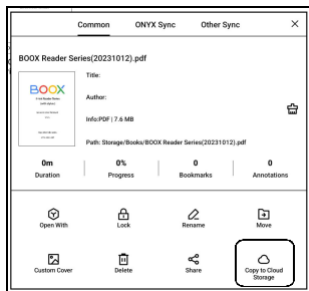 Common ONYX Sync Other Sync
BOOX Reader Series(20231012).pdf
BOOX
Title:
Author:
Info:PDF | 7.6 MB
Path: Storage/Books/BOOX Reader Series(20231012).pdf
0m 0% 0 0
Duration Progress Bookmarks Annotations
Open With Lock Rename Move
Custom Cover Delete Share Copy to Cloud
Storage